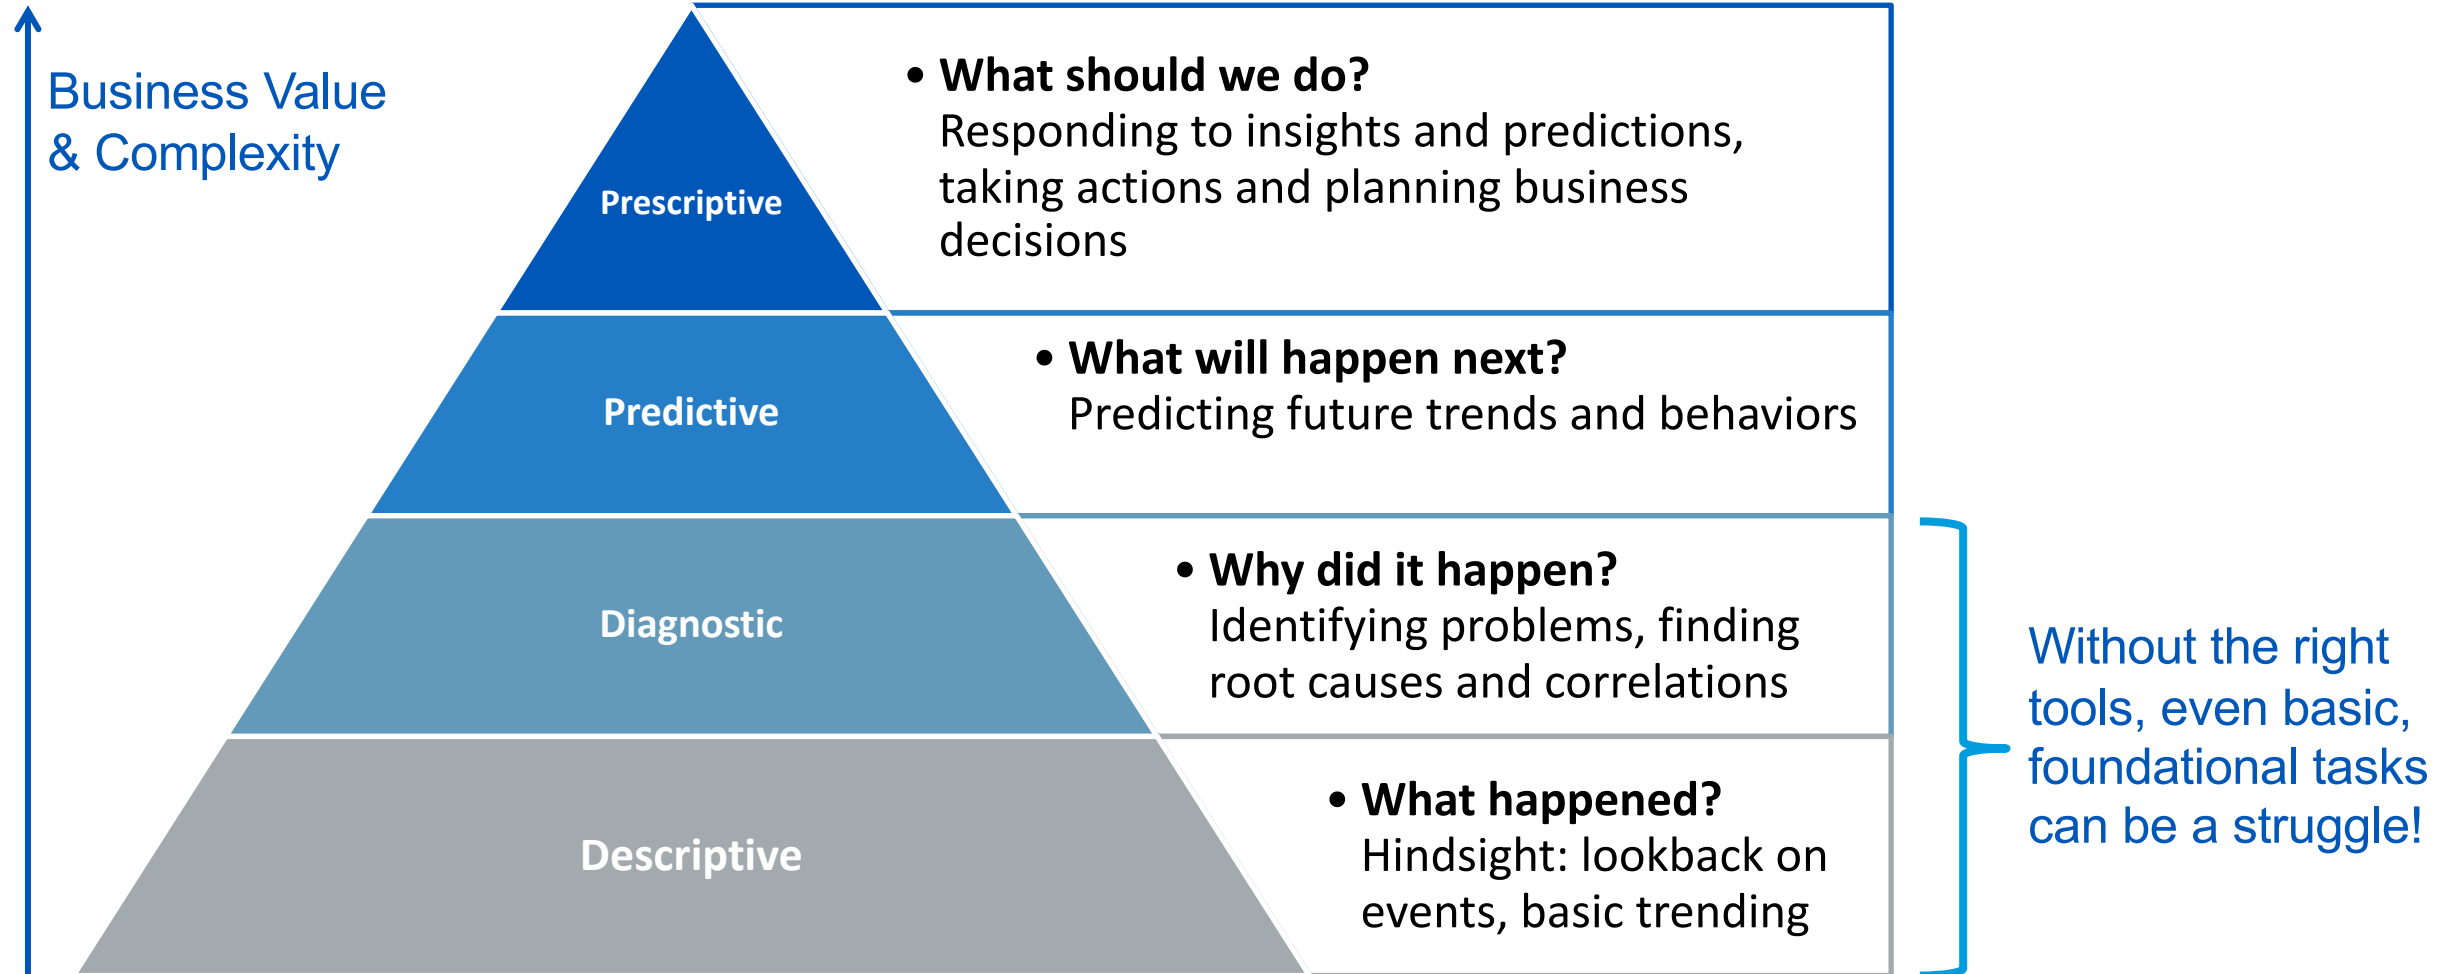 Business Value
& Complexity
Prescriptive
• What should we do?
Responding to insights and predictions,
taking actions and planning business
decisions
Predictive
• What will happen next?
Predicting future trends and behaviors
Diagnostic
• Why did it happen?
Identifying problems, finding
root causes and correlations
Descriptive
• What happened?
Hindsight: lookback on
events, basic trending
Without the right
tools, even basic,
foundational tasks
can be a struggle!